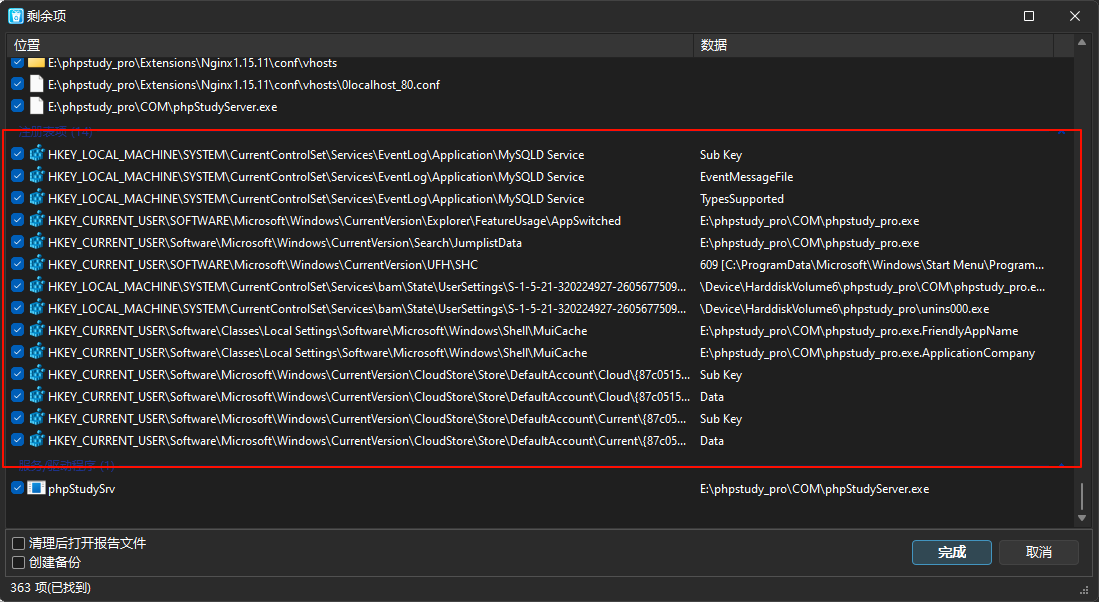 剩余项
位置 数据
E:\phpstudy_pro\Extensions\Nginx1.15.11\conf\vhosts
E:\phpstudy_pro\Extensions\Nginx1.15.11\conf\vhosts\0localhost_80.conf
E:\phpstudy_pro\COM\phpStudyServer.exe
注册表项 (14)
HKEY_LOCAL_MACHINE\SYSTEM\CurrentControlSet\Services\EventLog\Application\MySQLD Service Sub Key
HKEY_LOCAL_MACHINE\SYSTEM\CurrentControlSet\Services\EventLog\Application\MySQLD Service EventMessageFile
HKEY_LOCAL_MACHINE\SYSTEM\CurrentControlSet\Services\EventLog\Application\MySQLD Service TypesSupported
HKEY_CURRENT_USER\SOFTWARE\Microsoft\Windows\CurrentVersion\Explorer\FeatureUsage\AppSwitched E:\phpstudy_pro\COM\phpstudy_pro.exe
HKEY_CURRENT_USER\Software\Microsoft\Windows\CurrentVersion\Search\JumplistData E:\phpstudy_pro\COM\phpstudy_pro.exe
HKEY_CURRENT_USER\SOFTWARE\Microsoft\Windows\CurrentVersion\UFH\SHC 609 [C:\ProgramData\Microsoft\Windows\Start Menu\Program...
HKEY_LOCAL_MACHINE\SYSTEM\CurrentControlSet\Services\bam\State\UserSettings\S-1-5-21-320224927-2605677509... \Device\HarddiskVolume6\phpstudy_pro\COM\phpstudy_pro.e...
HKEY_LOCAL_MACHINE\SYSTEM\CurrentControlSet\Services\bam\State\UserSettings\S-1-5-21-320224927-2605677509... \Device\HarddiskVolume6\phpstudy_pro\unins000.exe
HKEY_CURRENT_USER\Software\Classes\Local Settings\Software\Microsoft\Windows\Shell\MuiCache E:\phpstudy_pro\COM\phpstudy_pro.exe.FriendlyAppName
HKEY_CURRENT_USER\Software\Classes\Local Settings\Software\Microsoft\Windows\Shell\MuiCache E:\phpstudy_pro\COM\phpstudy_pro.exe.ApplicationCompany
HKEY_CURRENT_USER\Software\Microsoft\Windows\CurrentVersion\CloudStore\Store\DefaultAccount\Cloud\{87c0515... Sub Key
HKEY_CURRENT_USER\Software\Microsoft\Windows\CurrentVersion\CloudStore\Store\DefaultAccount\Cloud\{87c0515... Data
HKEY_CURRENT_USER\Software\Microsoft\Windows\CurrentVersion\CloudStore\Store\DefaultAccount\Current\{87c05... Sub Key
HKEY_CURRENT_USER\Software\Microsoft\Windows\CurrentVersion\CloudStore\Store\DefaultAccount\Current\{87c05... Data
服务/驱动程序 (1)
phpStudySrv E:\phpstudy_pro\COM\phpStudyServer.exe
清理后打开报告文件
创建备份
完成 取消
363 项(已找到)